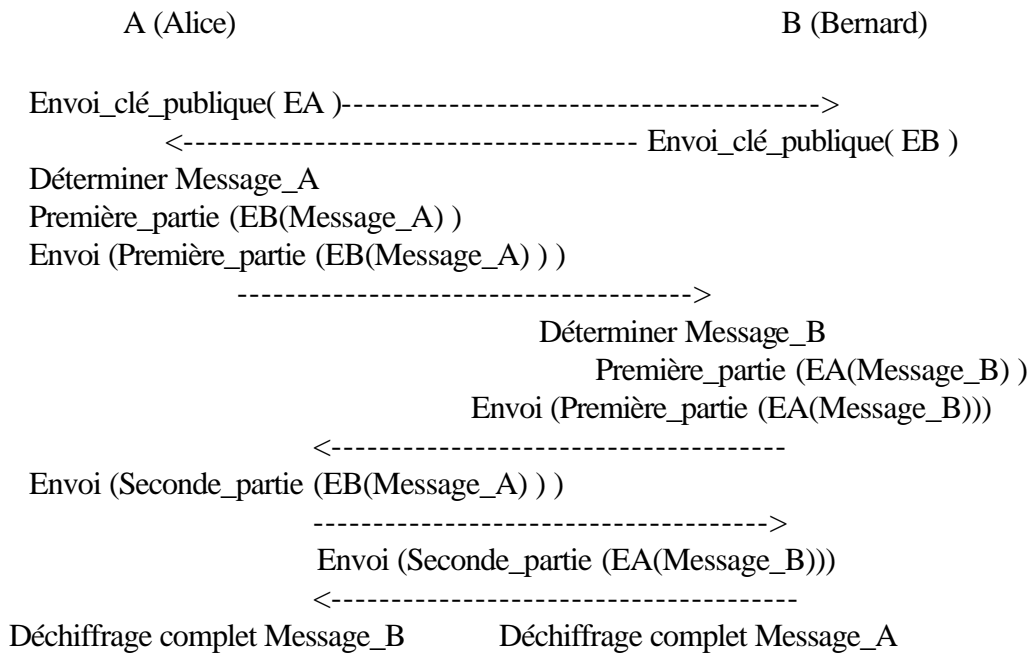 A (Alice) B (Bernard)
Envoi_clé_publique( EA )---------------------------------------->
<-------------------------------------- Envoi_clé_publique( EB )
Déterminer Message_A
Première_partie (EB(Message_A) )
Envoi (Première_partie (EB(Message_A) ) )
-------------------------------------->
Déterminer Message_B
Première_partie (EA(Message_B) )
Envoi (Première_partie (EA(Message_B)))
<--------------------------------------
Envoi (Seconde_partie (EB(Message_A) ) )
-------------------------------------->
Envoi (Seconde_partie (EA(Message_B)))
<---------------------------------------
Déchiffrage complet Message_B Déchiffrage complet Message_A